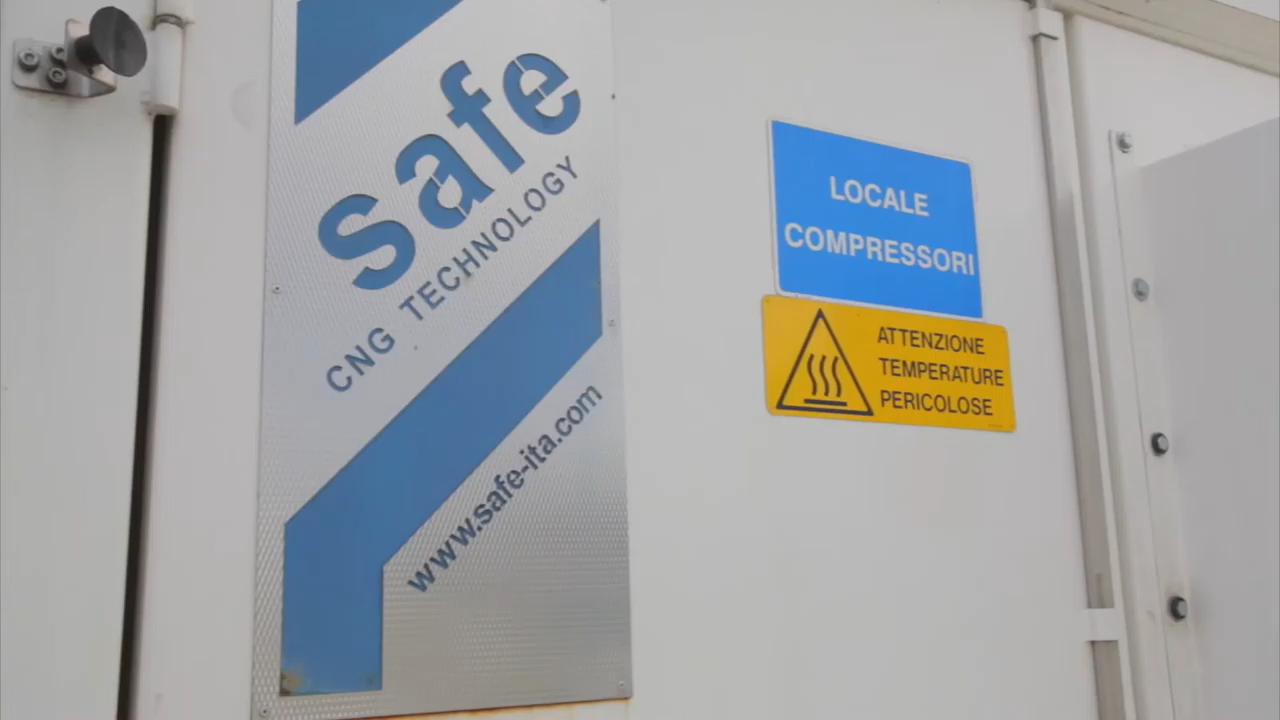 Safe
CNG TECHNOLOGY
www.safe-ita.com
LOCALE
COMPRESSORI
ATTENZIONE
TEMPERATURE
PERICOLOSE